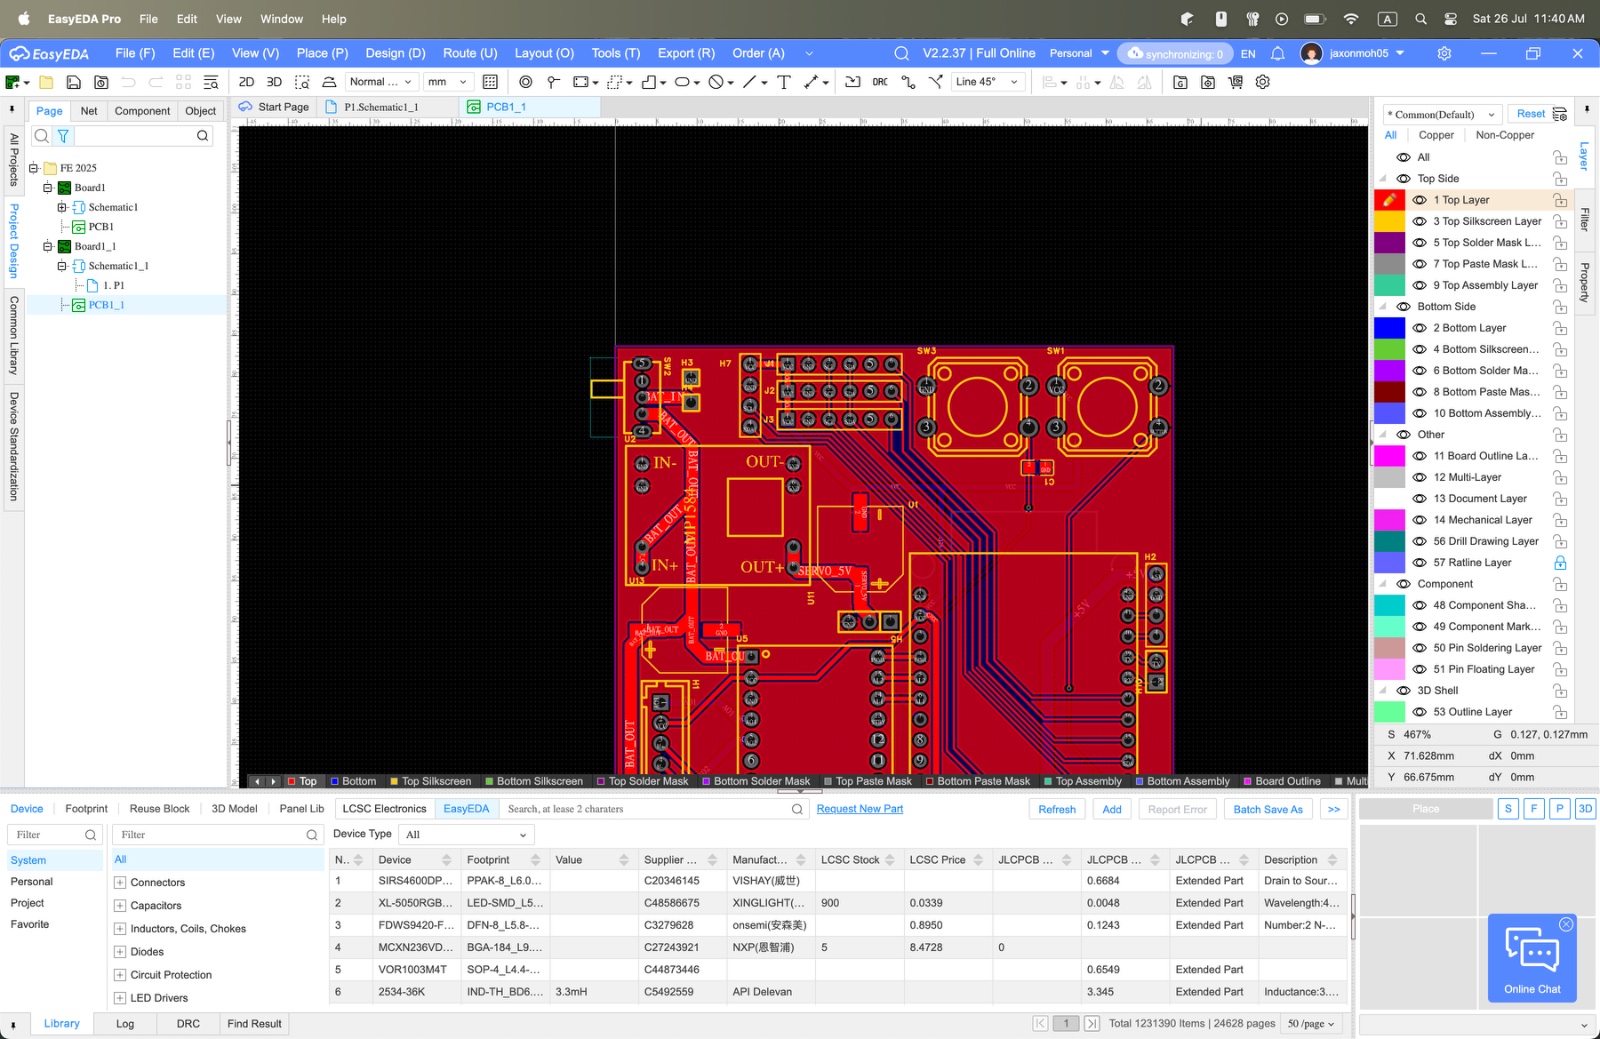 EasyEDA Pro File Edit View Window Help A Sat 26 Jul 11:40 AM
EasyEDA File (F) Edit (E) View (V) Place (P) Design (D) Route (U) Layout (O) Tools (T) Export (R) Order (A) V2.2.37 | Full Online Personal synchronizing: 0 EN jaxonmoh05
2D 3D Normal ... mm T DRC Line 45°
Page Net Component Object Start Page P1.Schematic1_1 PCB1_1
* Common(Default) Reset
All Copper Non-Copper
All Projects
Project Design
Common Library
Device Standardization
FE 2025
Board1
Schematic1
PCB1
Board1_1
Schematic1_1
1. P1
PCB1_1
SW3 SW1
SW2 H3 H7 J1
J2
J3
BAT_IN
BAT_OUT
U2
IN- OUT-
C1
VCC
U1
MP1584
BAT_OUT
IN+ OUT+ SERVO_5V
U13
U11
H2
+5V
BAT_OUT
GND
U5
H5
BAT_OU
H1
BAT_OUT
All
Top Side
1 Top Layer
3 Top Silkscreen Layer
5 Top Solder Mask L...
7 Top Paste Mask L...
9 Top Assembly Layer
Bottom Side
2 Bottom Layer
4 Bottom Silkscreen...
6 Bottom Solder Ma...
8 Bottom Paste Mas...
10 Bottom Assembly...
Other
11 Board Outline La...
12 Multi-Layer
13 Document Layer
14 Mechanical Layer
56 Drill Drawing Layer
57 Ratline Layer
Component
48 Component Sha...
49 Component Mark...
50 Pin Soldering Layer
51 Pin Floating Layer
3D Shell
53 Outline Layer
Layer
Filter
Property
S 467% G 0.127, 0.127mm
X 71.628mm dX 0mm
Y 66.675mm dY 0mm
Top Bottom Top Silkscreen Bottom Silkscreen Top Solder Mask Bottom Solder Mask Top Paste Mask Bottom Paste Mask Top Assembly Bottom Assembly Board Outline Multi
Device Footprint Reuse Block 3D Model Panel Lib LCSC Electronics EasyEDA Search, at lease 2 charaters Request New Part Refresh Add Report Error Batch Save As >> Place S F P 3D
Filter Filter Device Type All
System
Personal
Project
Favorite
All
Connectors
Capacitors
Inductors, Coils, Chokes
Diodes
Circuit Protection
LED Drivers
N.. Device Footprint Value Supplier ... Manufact... LCSC Stock LCSC Price JLCPCB ... JLCPCB ... JLCPCB ... Description
1 SIRS4600DP... PPAK-8_L6.0... C20346145 VISHAY(威世) 0.6684 Extended Part Drain to Sour...
2 XL-5050RGB... LED-SMD_L5... C48586675 XINGLIGHT(... 900 0.0339 0.0048 Extended Part Wavelength:4...
3 FDWS9420-F... DFN-8_L5.8-... C3279628 onsemi(安森美) 0.8950 0.1243 Extended Part Number:2 N-...
4 MCXN236VD... BGA-184_L9.... C27243921 NXP(恩智浦) 5 8.4728 0
5 VOR1003M4T SOP-4_L4.4-... C44873446 0.6549 Extended Part
6 2534-36K IND-TH_BD6.... 3.3mH C5492559 API Delevan 3.345 Extended Part Inductance:3....
Online Chat
Library Log DRC Find Result 1 Total 1231390 Items | 24628 pages 50 /page